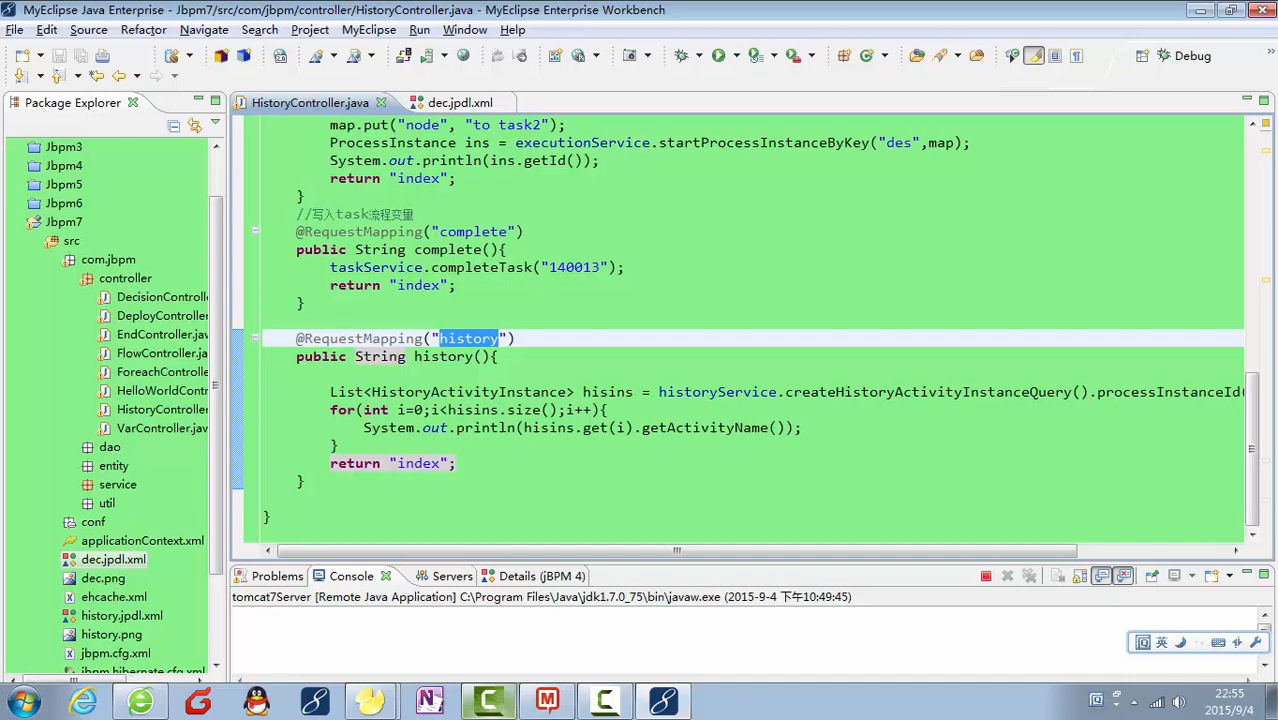 MyEclipse Java Enterprise - Jbpm7/src/com/jbpm/controller/HistoryController.java - MyEclipse Enterprise Workbench
File Edit Source Refactor Navigate Search Project MyEclipse Run Window Help
Debug
Package Explorer
Jbpm3
Jbpm4
Jbpm5
Jbpm6
Jbpm7
src
com.jbpm
controller
DecisionControlle
DeployController.
EndController.jav
FlowController.ja
ForeachControlle
HelloWorldContr
HistoryController
VarController.jav
dao
entity
service
util
conf
applicationContext.xml
dec.jpdl.xml
dec.png
ehcache.xml
history.jpdl.xml
history.png
jbpm.cfg.xml
jbpm.hibernate.cfg.xml
HistoryController.java
dec.jpdl.xml
map.put("node", "to task2");
ProcessInstance ins = executionService.startProcessInstanceByKey("des",map);
System.out.println(ins.getId());
return "index";
}
//写入task流程变量
@RequestMapping("complete")
public String complete(){
taskService.completeTask("140013");
return "index";
}
@RequestMapping("history")
public String history(){
List<HistoryActivityInstance> hisins = historyService.createHistoryActivityInstanceQuery().processInstanceId(
for(int i=0;i<hisins.size();i++){
System.out.println(hisins.get(i).getActivityName());
}
return "index";
}
}
Problems Console Servers Details (jBPM 4)
tomcat7Server [Remote Java Application] C:\Program Files\Java\jdk1.7.0_75\bin\javaw.exe (2015-9-4 下午10:49:45)
英
22:55
2015/9/4